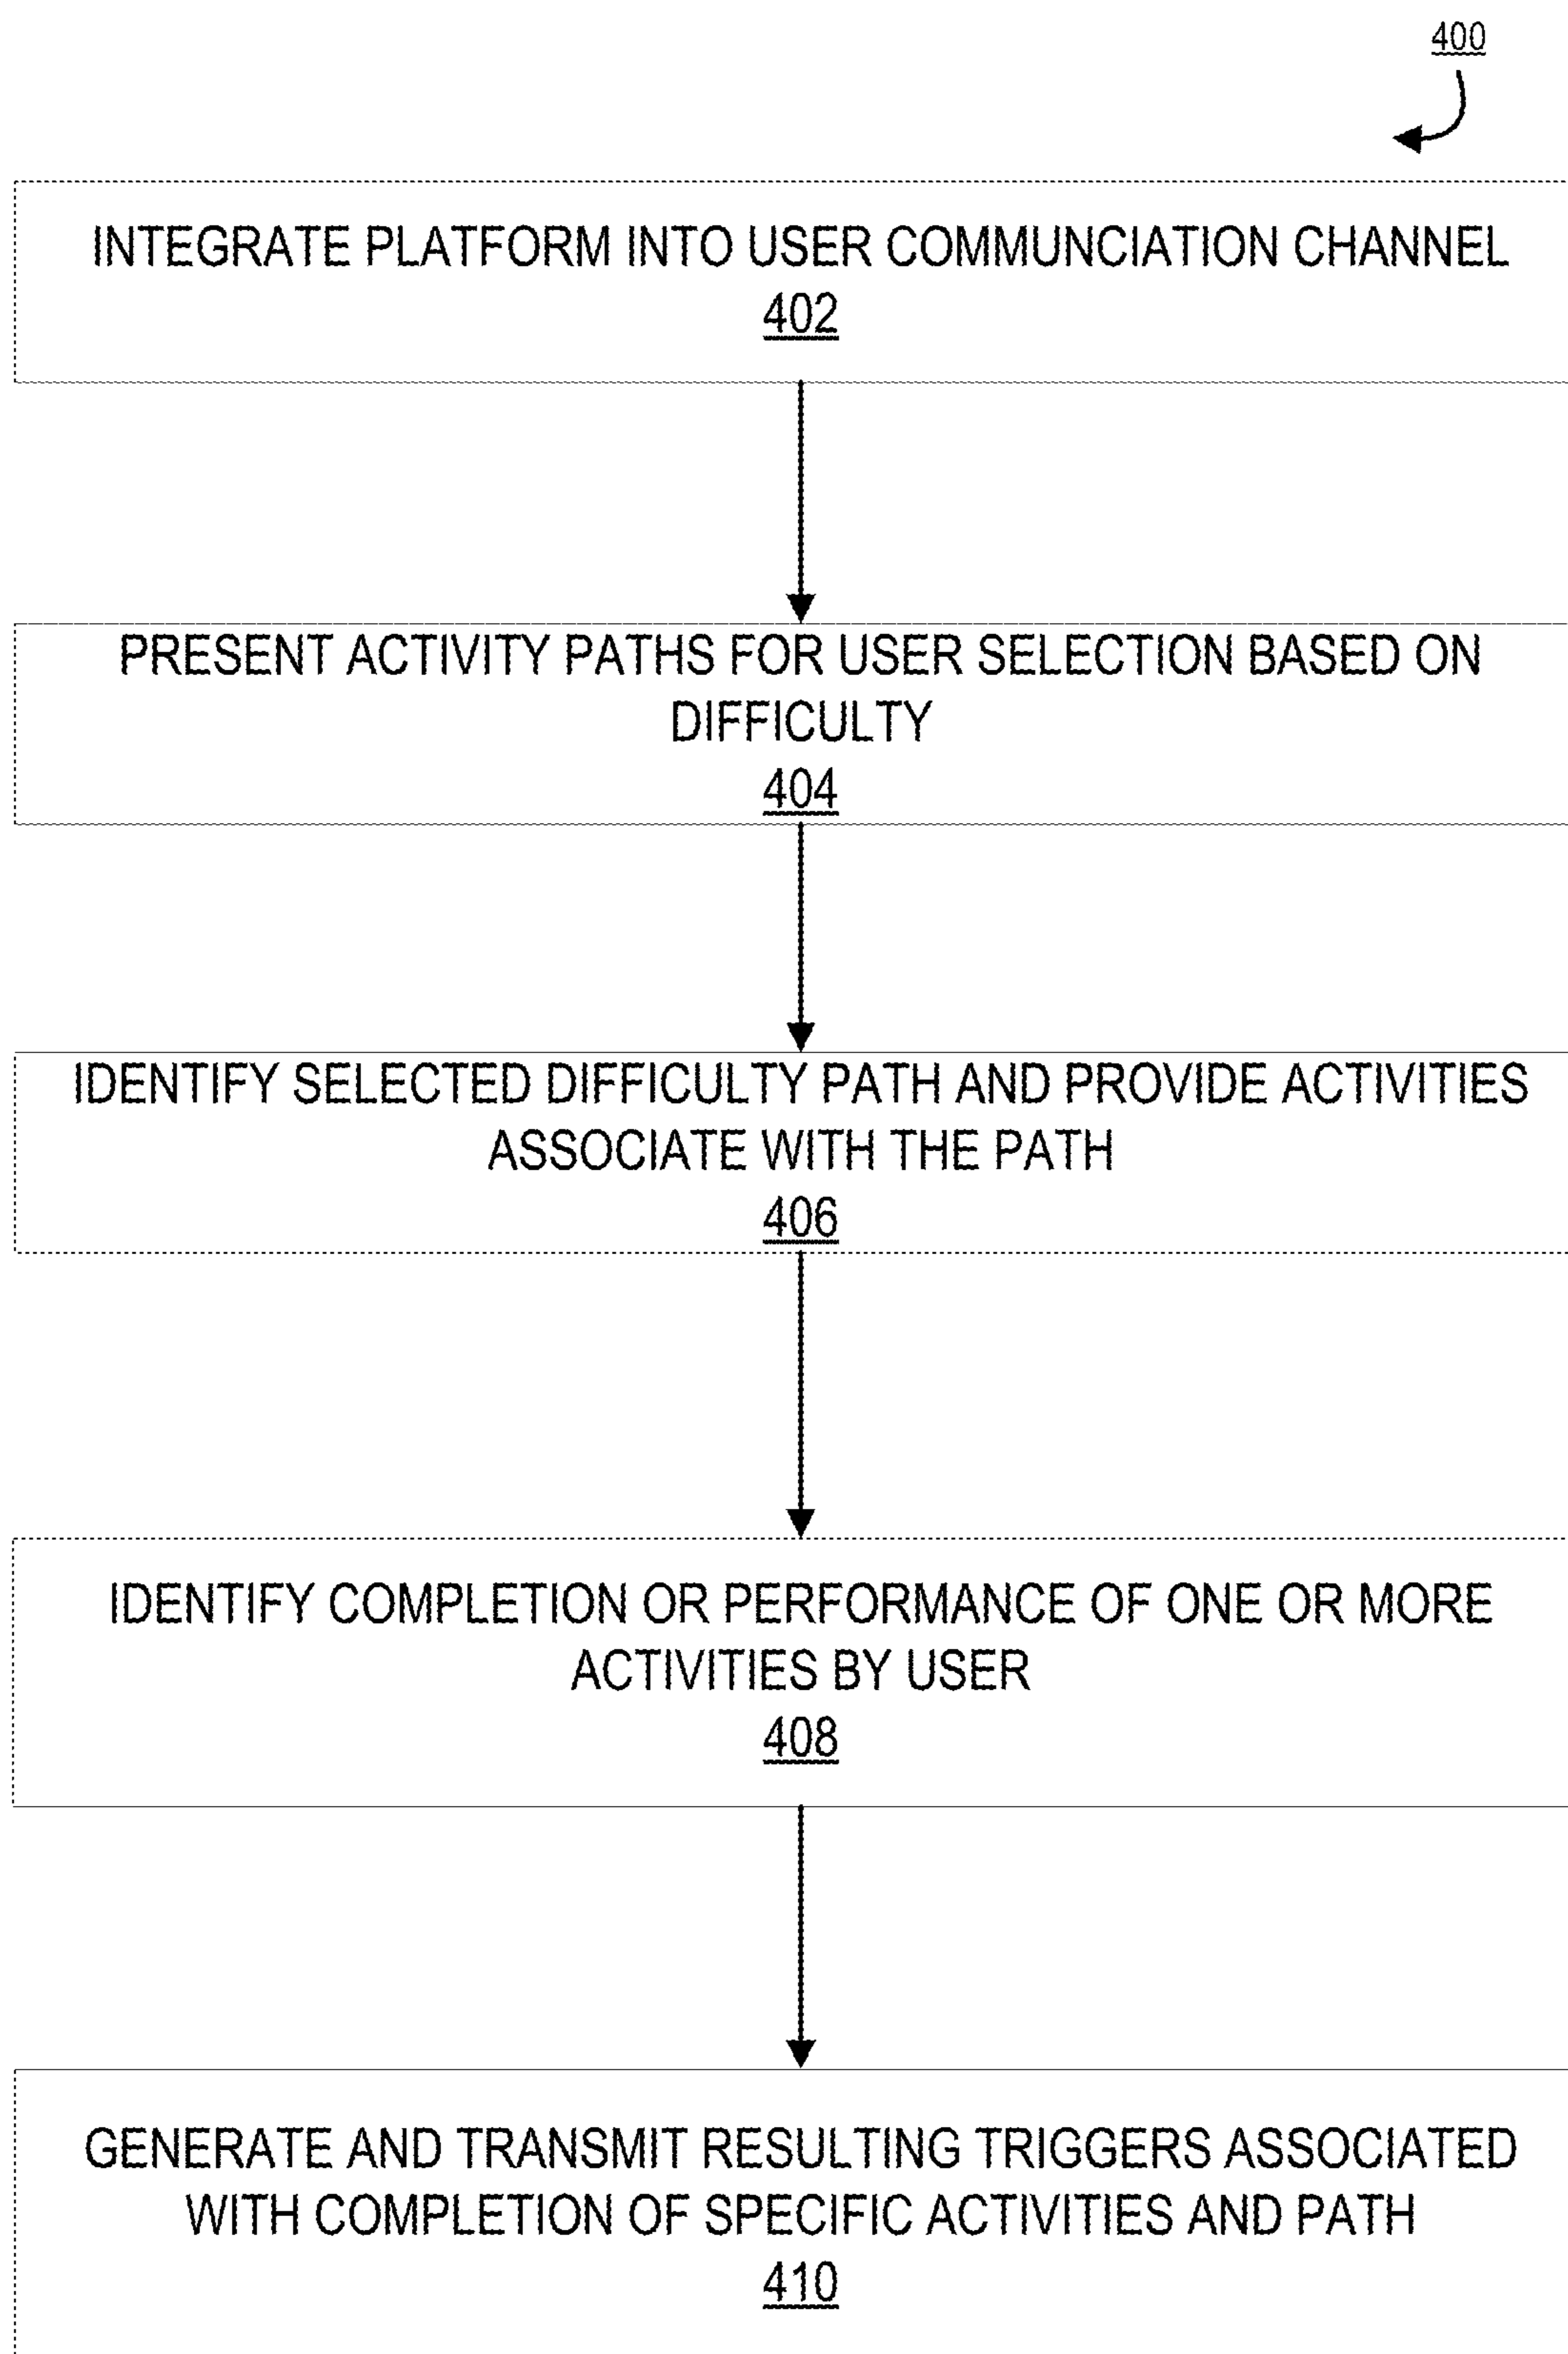 400
INTEGRATE PLATFORM INTO USER COMMUNCIATION CHANNEL
402
PRESENT ACTIVITY PATHS FOR USER SELECTION BASED ON
DIFFICULTY
404
IDENTIFY SELECTED DIFFICULTY PATH AND PROVIDE ACTIVITIES
ASSOCIATE WITH THE PATH
406
IDENTIFY COMPLETION OR PERFORMANCE OF ONE OR MORE
ACTIVITIES BY USER
408
GENERATE AND TRANSMIT RESULTING TRIGGERS ASSOCIATED
WITH COMPLETION OF SPECIFIC ACTIVITIES AND PATH
410